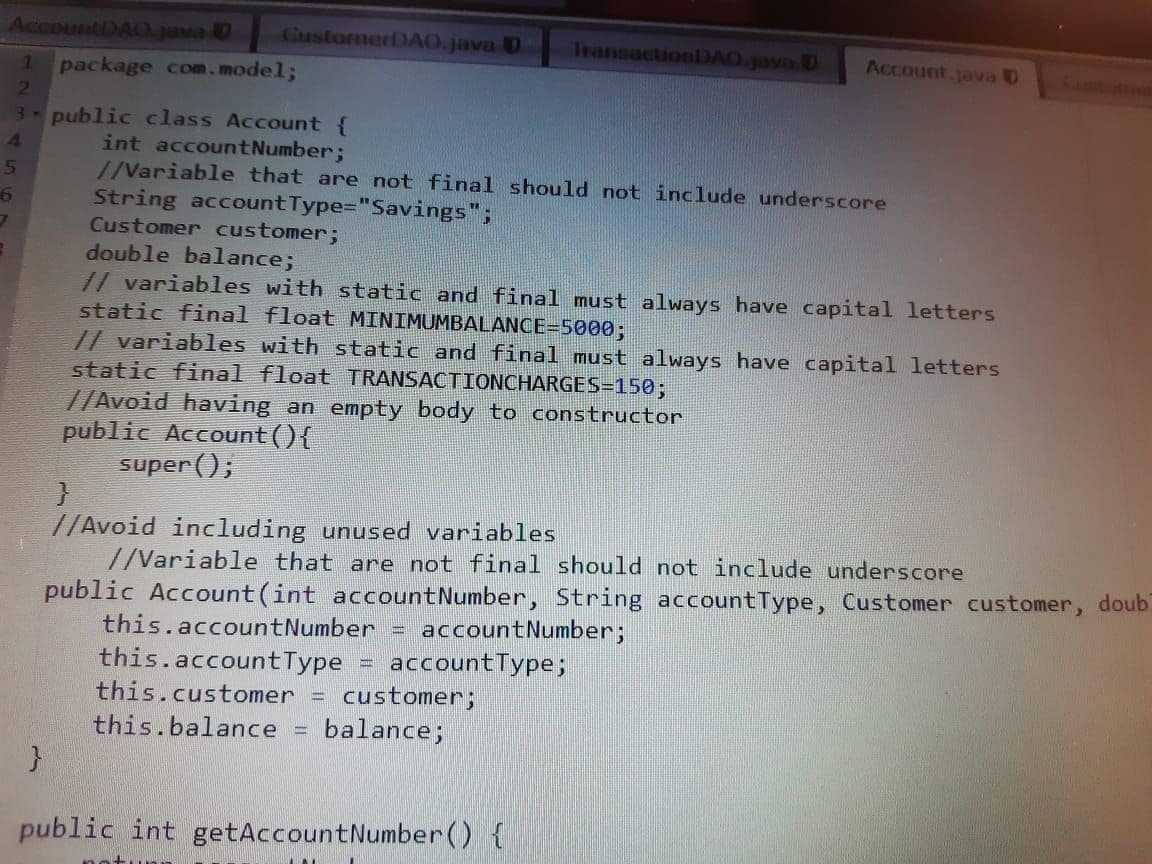 AccountDAO.java
CustomerDAO.java
TransactionDAO.java
Account.java
1 package com.model;
2
3 public class Account {
4 int accountNumber;
5 //Variable that are not final should not include underscore
6 String accountType="Savings";
7 Customer customer;
double balance;
// variables with static and final must always have capital letters
static final float MINIMUMBALANCE=5000;
// variables with static and final must always have capital letters
static final float TRANSACTIONCHARGES=150;
//Avoid having an empty body to constructor
public Account(){
super();
}
//Avoid including unused variables
//Variable that are not final should not include underscore
public Account(int accountNumber, String accountType, Customer customer, doub
this.accountNumber = accountNumber;
this.accountType = accountType;
this.customer = customer;
this.balance = balance;
}
public int getAccountNumber() {